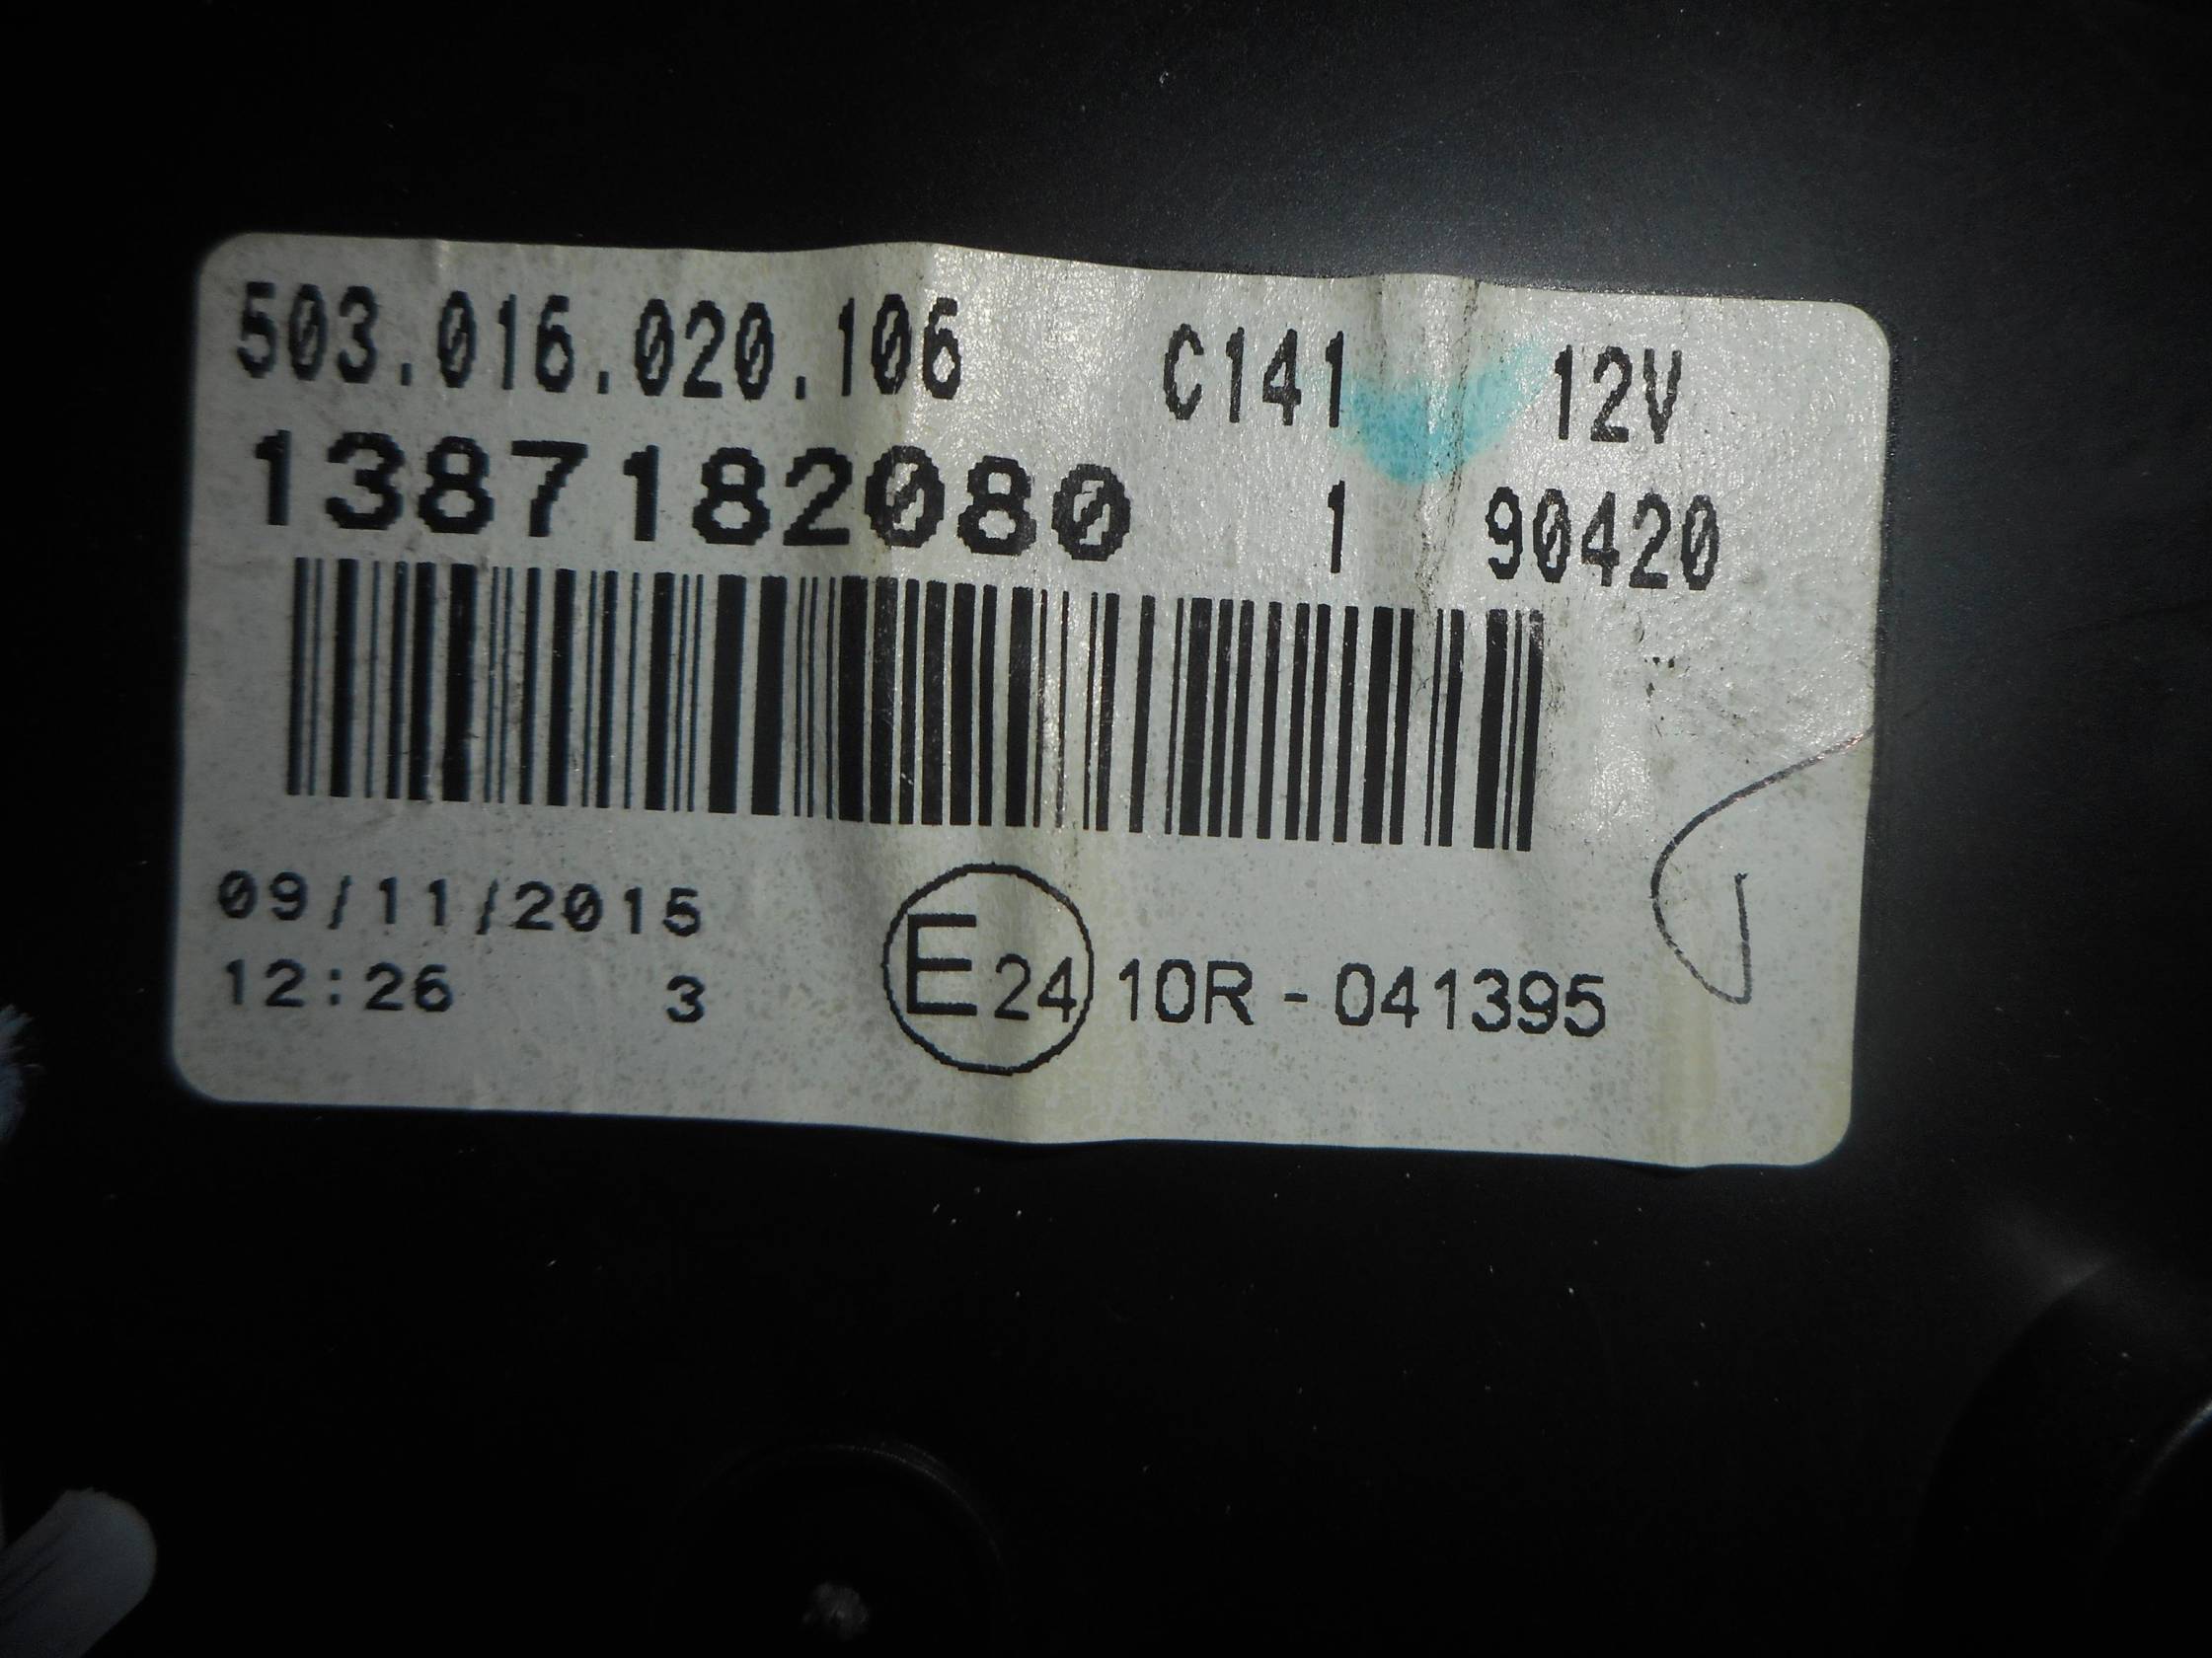 503.016.020.106 C141 12V
1387182080 1 90420
09/11/2015
12:26 3 E24 10R - 041395